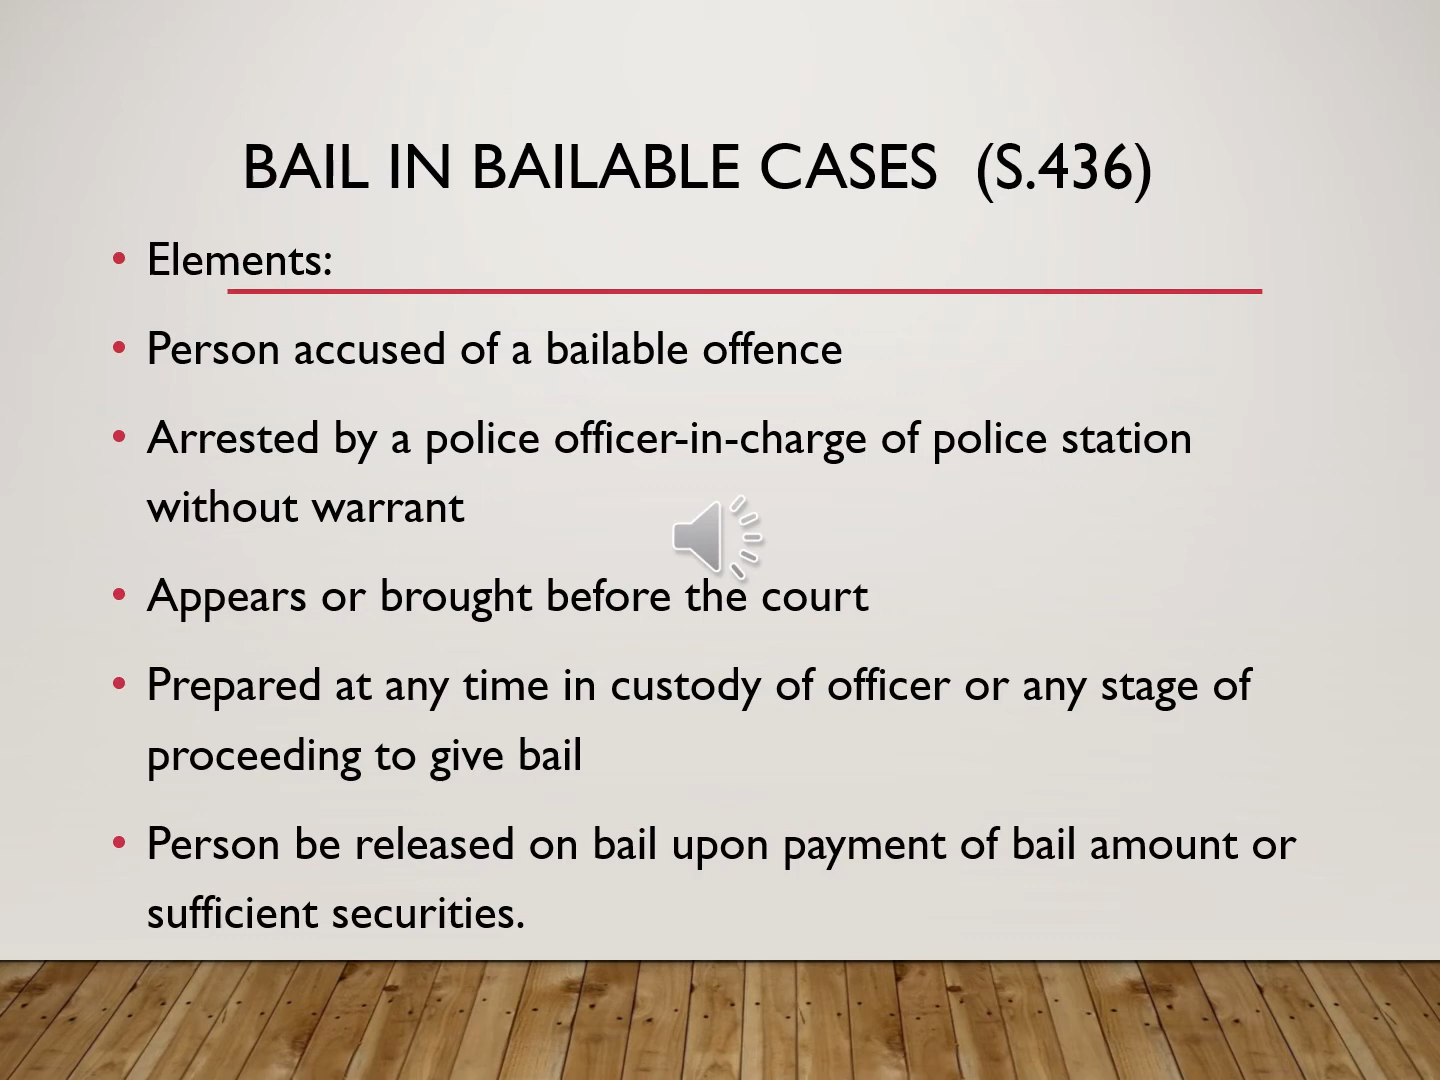 BAIL IN BAILABLE CASES (S.436)
• Elements:
• Person accused of a bailable offence
• Arrested by a police officer-in-charge of police station
without warrant
• Appears or brought before the court
• Prepared at any time in custody of officer or any stage of
proceeding to give bail
• Person be released on bail upon payment of bail amount or
sufficient securities.